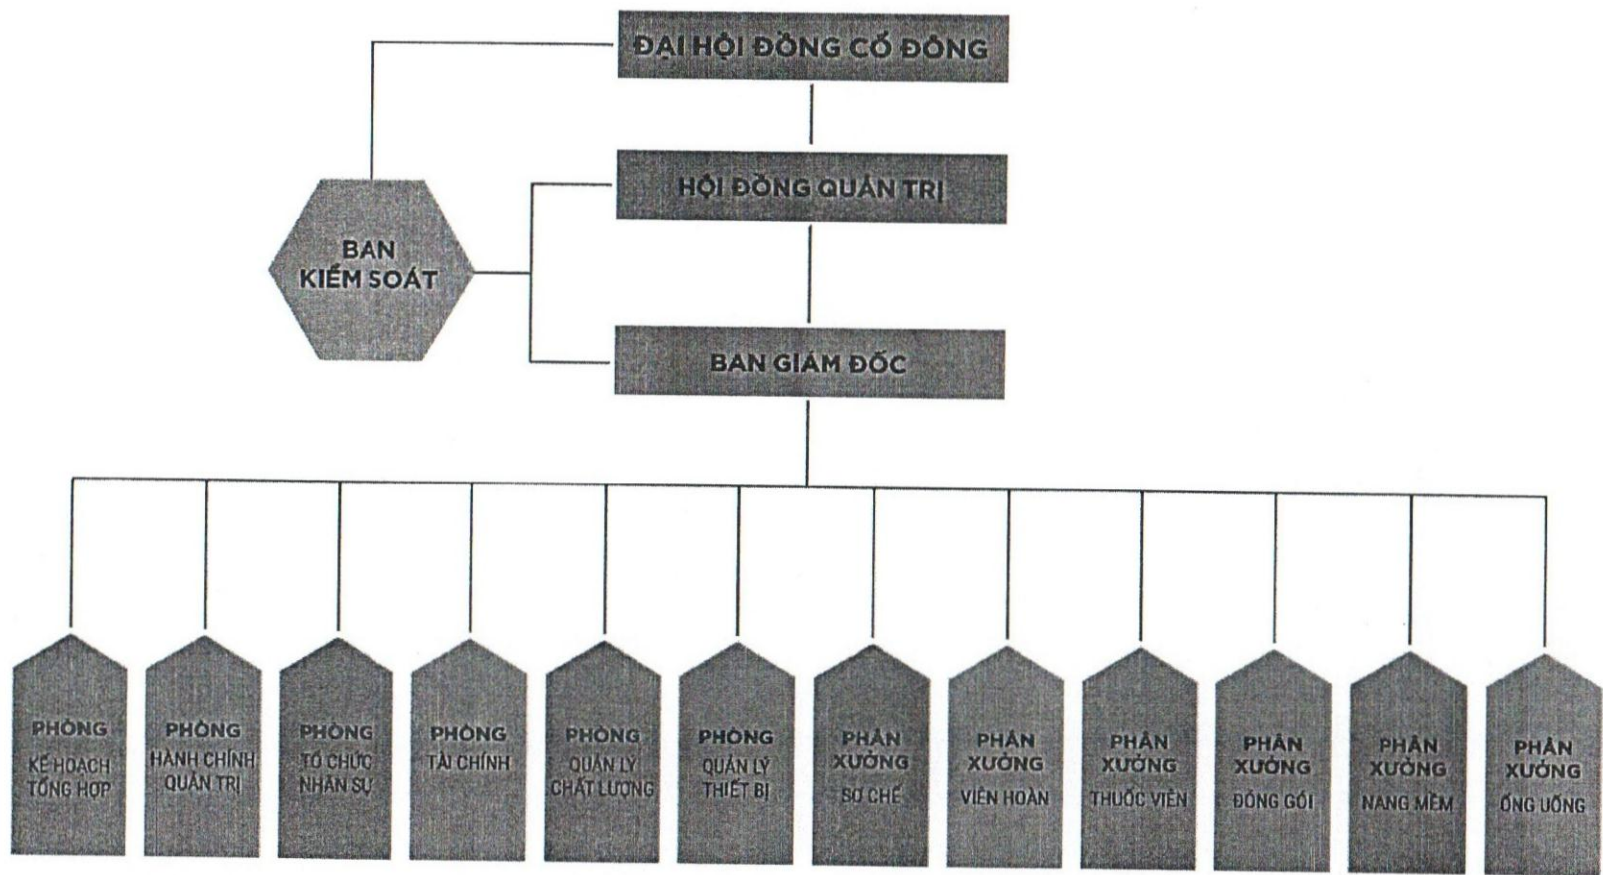 ĐẠI HỘI ĐỒNG CỔ ĐÔNG
HỘI ĐỒNG QUẢN TRỊ
BAN
KIỂM SOÁT
BAN GIÁM ĐỐC
PHÒNG
KẾ HOẠCH
TỔNG HỢP
PHÒNG
HÀNH CHÍNH
QUẢN TRỊ
PHÒNG
TỔ CHỨC
NHÂN SỰ
PHÒNG
TÀI CHÍNH
PHÒNG
QUẢN LÝ
CHẤT LƯỢNG
PHÒNG
QUẢN LÝ
THIẾT BỊ
PHÂN
XƯỞNG
SƠ CHẾ
PHÂN
XƯỞNG
VIÊN HOÀN
PHÂN
XƯỞNG
THUỐC VIÊN
PHÂN
XƯỞNG
ĐÓNG GÓI
PHÂN
XƯỞNG
NANG MỀM
PHÂN
XƯỞNG
ỐNG UỐNG